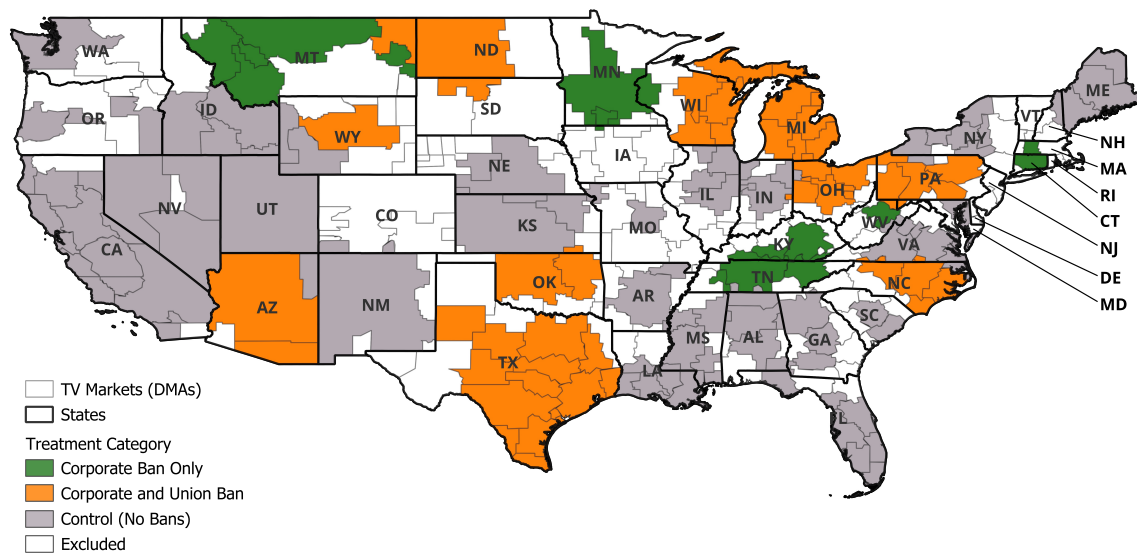 WA
MT
ND
MN
ME
OR
ID
SD
WI
VT
NY
WY
MI
NH
IA
MA
NE
PA
RI
NV
UT
CO
IL
IN
OH
CT
CA
KS
MO
WV
VA
NJ
KY
DE
AZ
NM
OK
TN
NC
MD
AR
SC
TX
MS
AL
GA
LA
FL
TV Markets (DMAs)
States
Treatment Category
Corporate Ban Only
Corporate and Union Ban
Control (No Bans)
Excluded